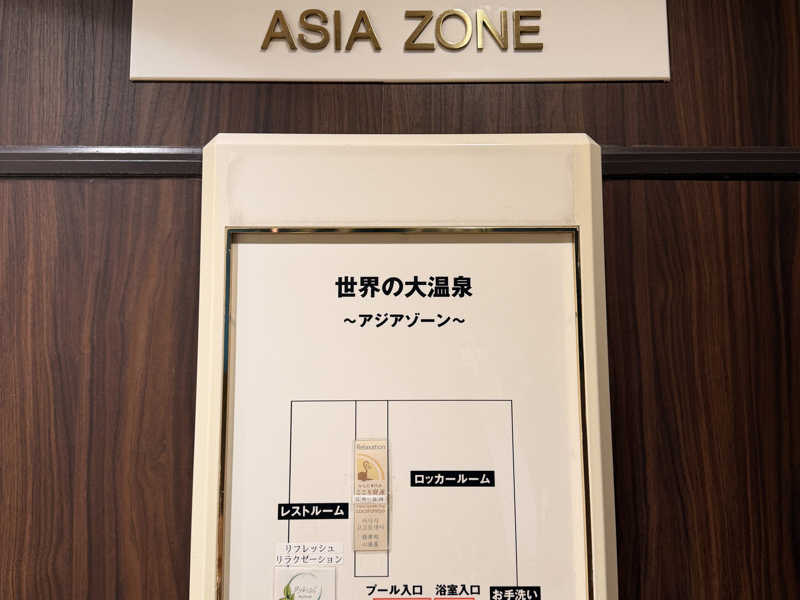 ASIA ZONE
世界の大温泉
～アジアゾーン～
Relaxation
ロッカールーム
レストルーム
リフレッシュ
リラクゼーション
プール入口
浴室入口
お手洗い